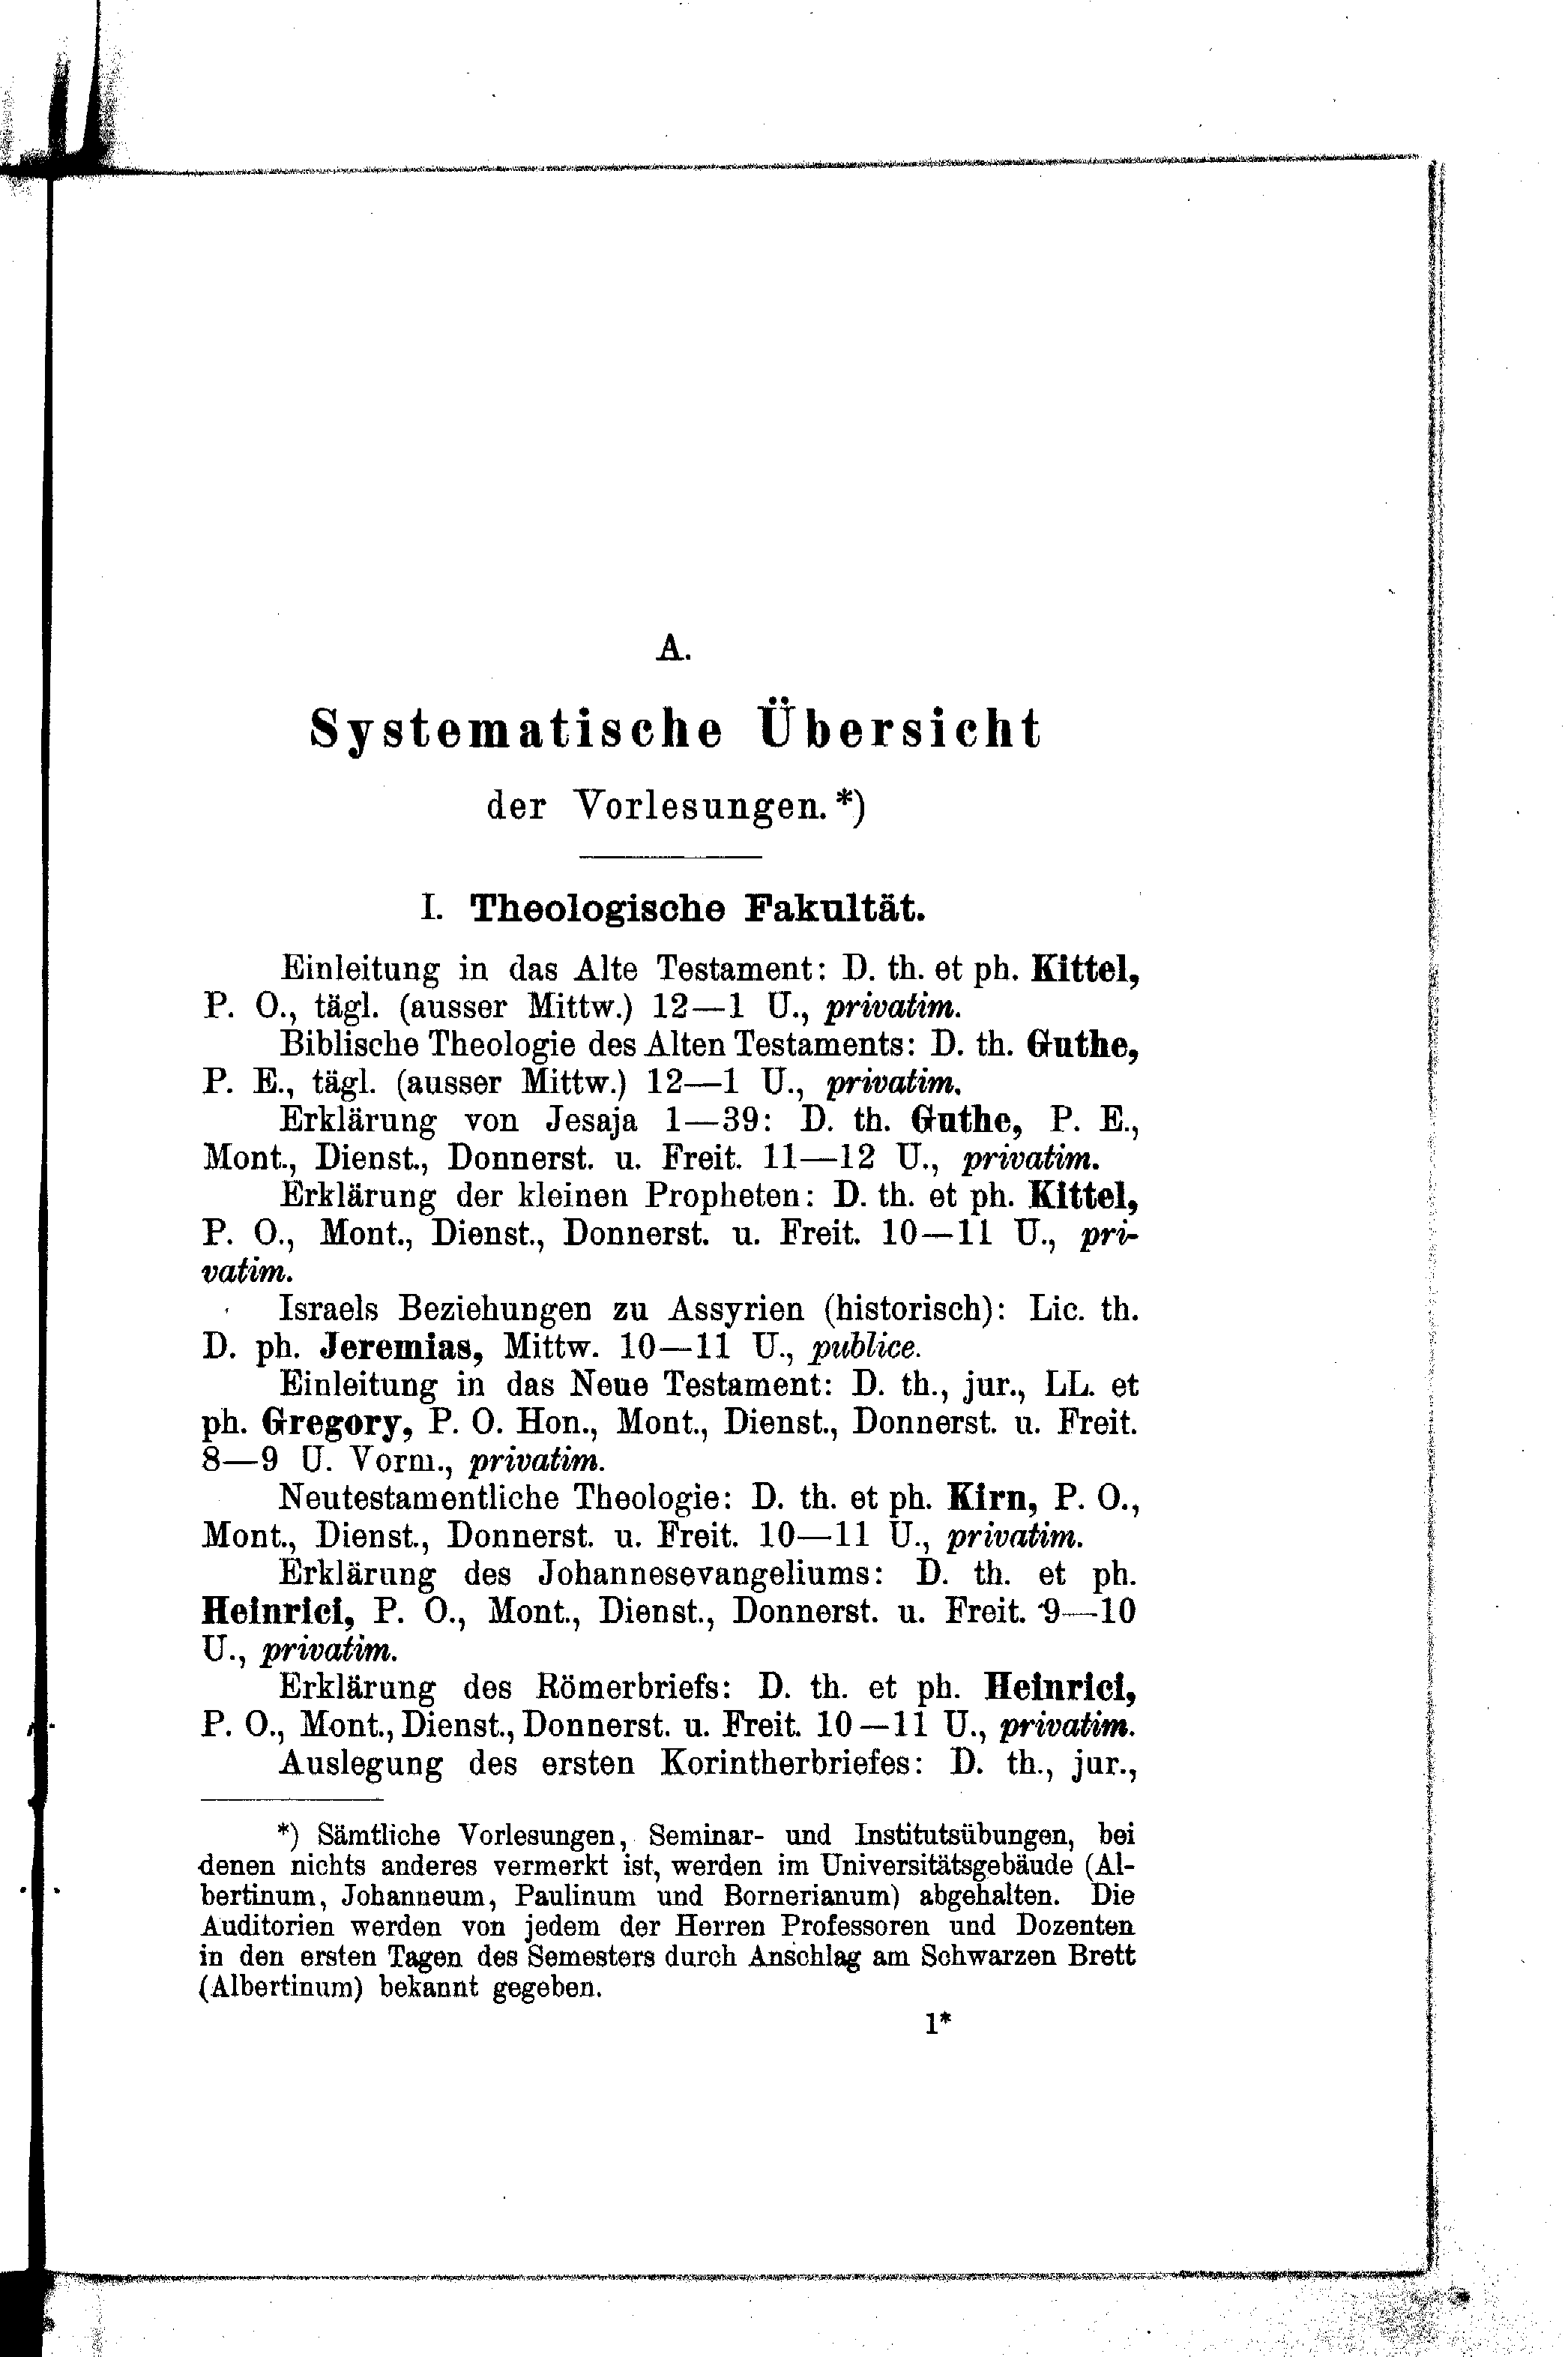 A.
Systematische Übersicht
der Vorlesungen.*)
I. Theologische Fakultät.
Einleitung in das Alte Testament: D. th. et ph. Kittel,
P. O., tägl. (ausser Mittw.) 12—1 U., privatim.
Biblische Theologie des Alten Testaments: D. th. Guthe,
P. E., tägl. (ausser Mittw.) 12—1 U., privatim.
Erklärung von Jesaja 1—39: D. th. Guthe, P. E.,
Mont., Dienst., Donnerst. u. Freit. 11—12 U., privatim.
Erklärung der kleinen Propheten: D. th. et ph. Kittel,
P. O., Mont., Dienst., Donnerst. u. Freit. 10—11 U., pri-
vatim.
Israels Beziehungen zu Assyrien (historisch): Lic. th.
D. ph. Jeremias, Mittw. 10—11 U., publice.
Einleitung in das Neue Testament: D. th., jur., LL. et
ph. Gregory, P. O. Hon., Mont., Dienst., Donnerst. u. Freit.
8—9 U. Vorm., privatim.
Neutestamentliche Theologie: D. th. et ph. Kirn, P. O.,
Mont., Dienst., Donnerst. u. Freit. 10—11 U., privatim.
Erklärung des Johannesevangeliums: D. th. et ph.
Heinrici, P. O., Mont., Dienst., Donnerst. u. Freit. 9—10
U., privatim.
Erklärung des Römerbriefs: D. th. et ph. Heinrici,
P. O., Mont., Dienst., Donnerst. u. Freit. 10—11 U., privatim.
Auslegung des ersten Korintherbriefes: D. th., jur.,
*) Sämtliche Vorlesungen, Seminar- und Institutsübungen, bei
denen nichts anderes vermerkt ist, werden im Universitätsgebäude (Al-
bertinum, Johanneum, Paulinum und Bornerianum) abgehalten. Die
Auditorien werden von jedem der Herren Professoren und Dozenten
in den ersten Tagen des Semesters durch Anschlag am Schwarzen Brett
(Albertinum) bekannt gegeben.
1*